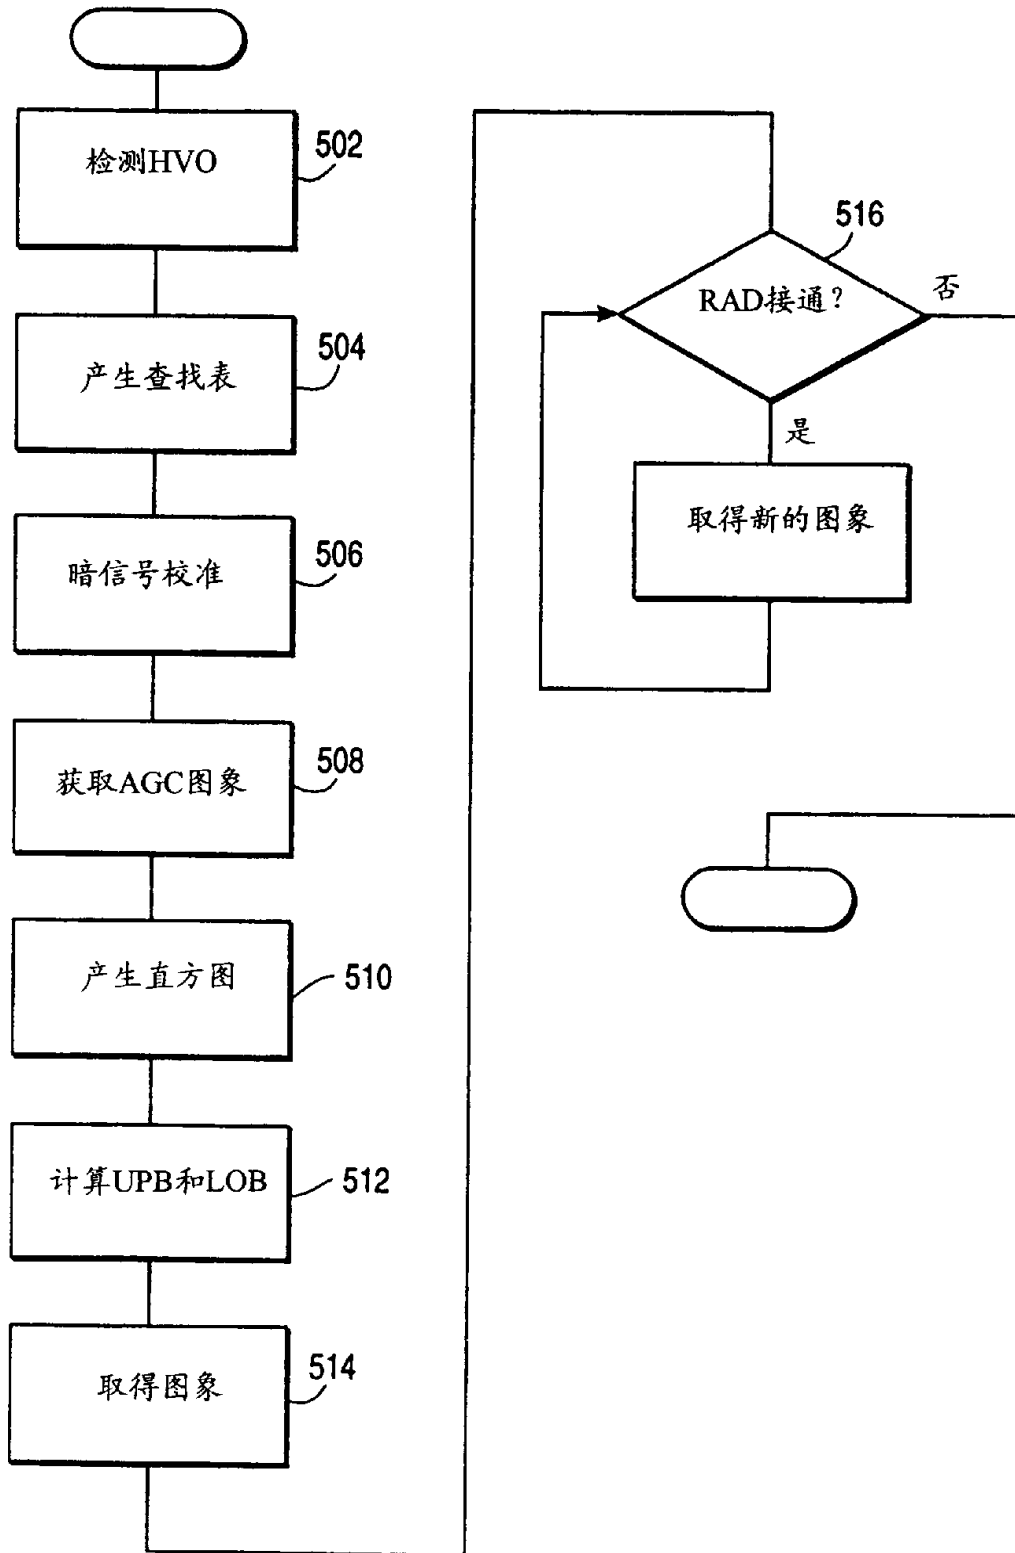 检测HVO
502
产生查找表
504
暗信号校准
506
获取AGC图象
508
产生直方图
510
计算UPB和LOB
512
取得图象
514
516
RAD接通?
否
是
取得新的图象